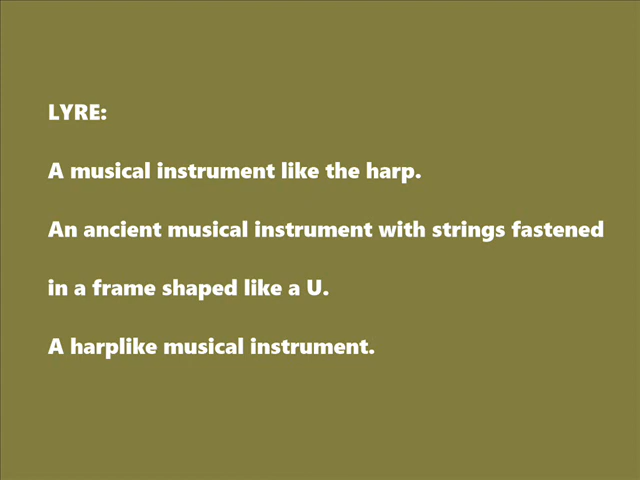 LYRE:
A musical instrument like the harp.
An ancient musical instrument with strings fastened
in a frame shaped like a U.
A harplike musical instrument.